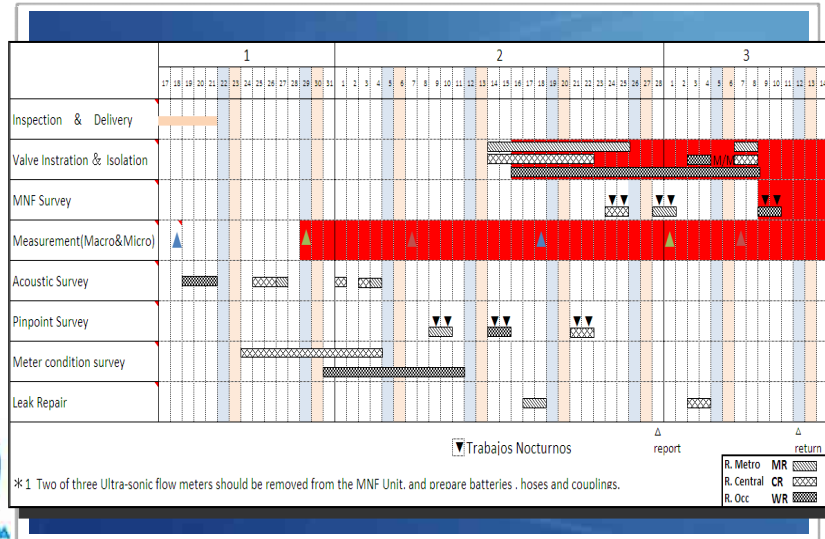 1 2 3
17 18 19 20 21 22 23 24 25 26 27 28 29 30 31 1 2 3 4 5 6 7 8 9 10 11 12 13 14 15 16 17 18 19 20 21 22 23 24 25 26 27 28 1 2 3 4 5 6 7 8 9 10 11 12 13 14
Inspection & Delivery
Valve Instration & Isolation
M/M
MNF Survey
Measurement(Macro&Micro)
Acoustic Survey
Pinpoint Survey
Meter condition survey
Leak Repair
Trabajos Nocturnos
report
return
R. Metro MR
R. Central CR
R. Occ WR
*1 Two of three Ultra-sonic flow meters should be removed from the MNF Unit. and prepare batteries , hoses and couplings.